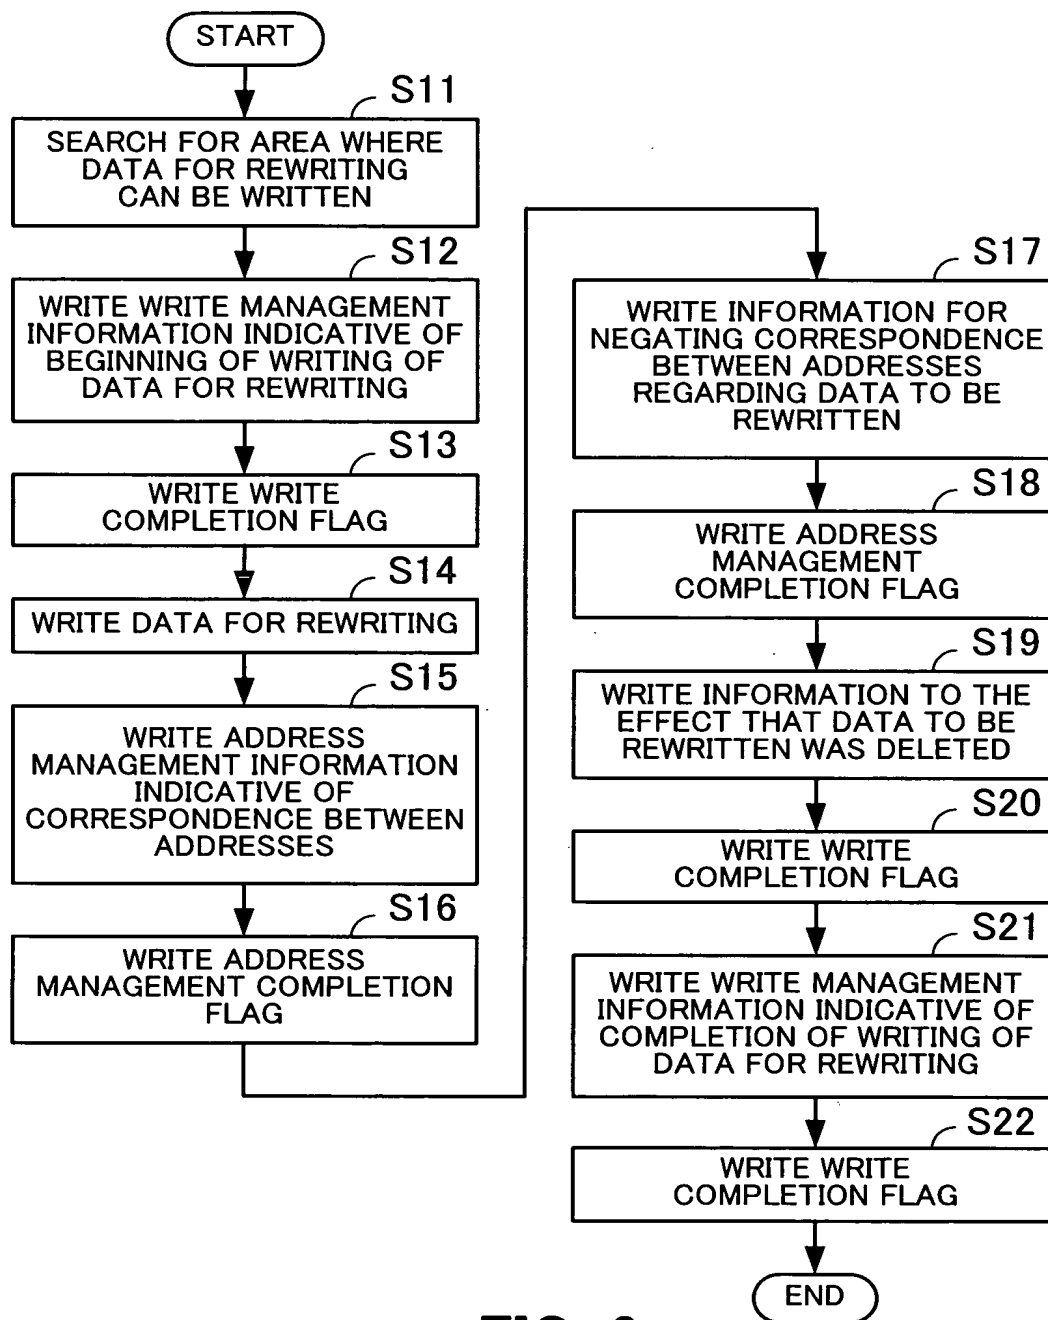 START
S11
SEARCH FOR AREA WHERE
DATA FOR REWRITING
CAN BE WRITTEN
S12
WRITE WRITE MANAGEMENT
INFORMATION INDICATIVE OF
BEGINNING OF WRITING OF
DATA FOR REWRITING
S13
WRITE WRITE
COMPLETION FLAG
S14
WRITE DATA FOR REWRITING
S15
WRITE ADDRESS
MANAGEMENT INFORMATION
INDICATIVE OF
CORRESPONDENCE BETWEEN
ADDRESSES
S16
WRITE ADDRESS
MANAGEMENT COMPLETION
FLAG
S17
WRITE INFORMATION FOR
NEGATING CORRESPONDENCE
BETWEEN ADDRESSES
REGARDING DATA TO BE
REWRITTEN
S18
WRITE ADDRESS
MANAGEMENT
COMPLETION FLAG
S19
WRITE INFORMATION TO THE
EFFECT THAT DATA TO BE
REWRITTEN WAS DELETED
S20
WRITE WRITE
COMPLETION FLAG
S21
WRITE WRITE MANAGEMENT
INFORMATION INDICATIVE OF
COMPLETION OF WRITING OF
DATA FOR REWRITING
S22
WRITE WRITE
COMPLETION FLAG
END